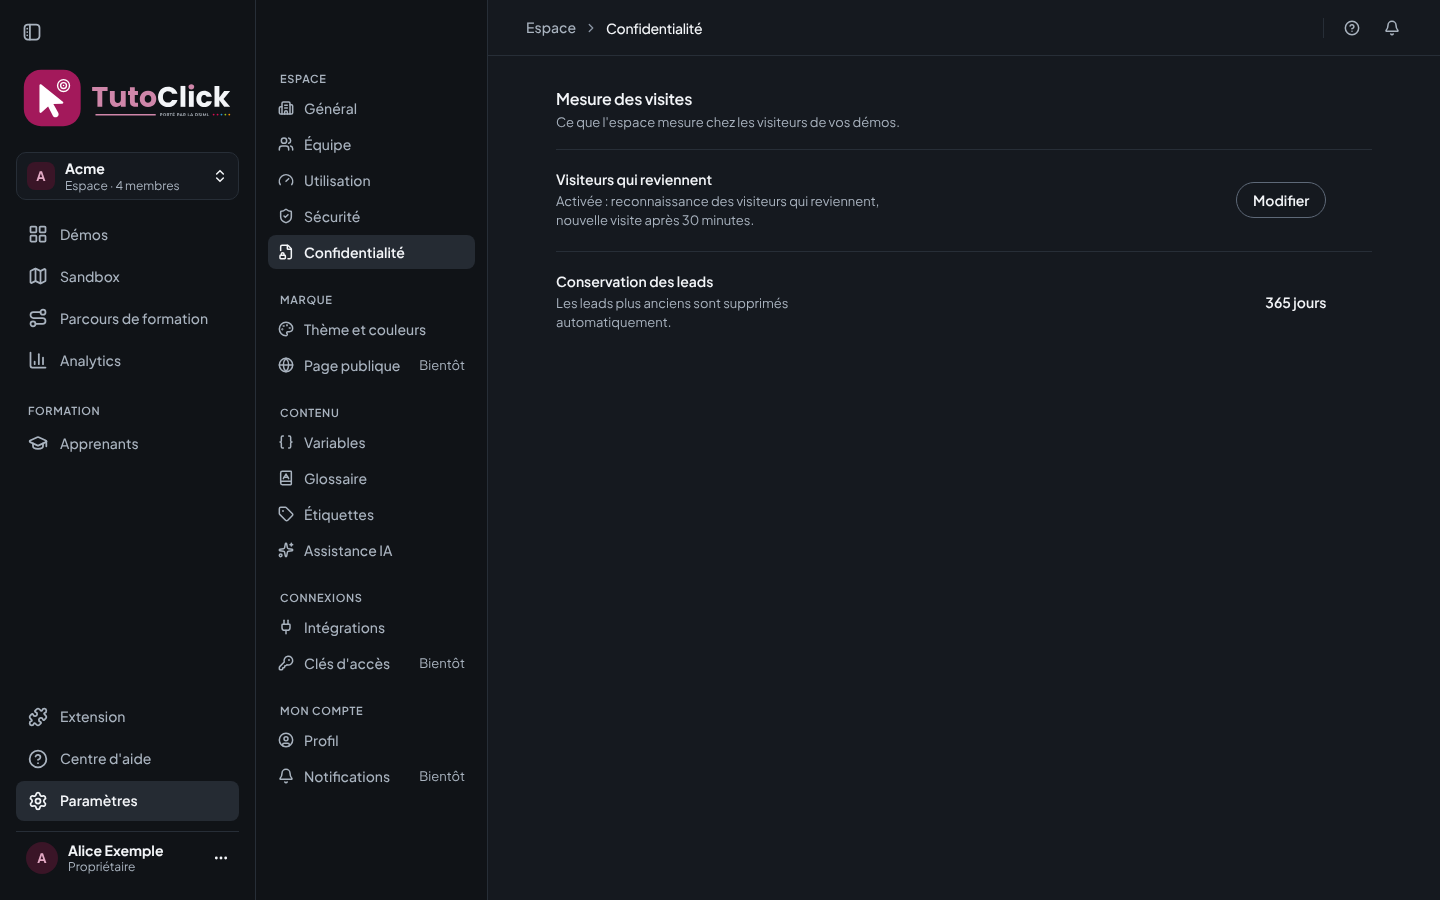 TutoClick
PORTÉ PAR LA DSIML
A
Acme
Espace · 4 membres
Démos
Sandbox
Parcours de formation
Analytics
FORMATION
Apprenants
Extension
Centre d'aide
Paramètres
A
Alice Exemple
Propriétaire
ESPACE
Général
Équipe
Utilisation
Sécurité
Confidentialité
MARQUE
Thème et couleurs
Page publique Bientôt
CONTENU
Variables
Glossaire
Étiquettes
Assistance IA
CONNEXIONS
Intégrations
Clés d'accès Bientôt
MON COMPTE
Profil
Notifications Bientôt
Espace > Confidentialité
Mesure des visites
Ce que l'espace mesure chez les visiteurs de vos démos.
Visiteurs qui reviennent
Activée : reconnaissance des visiteurs qui reviennent,
nouvelle visite après 30 minutes.
Modifier
Conservation des leads
Les leads plus anciens sont supprimés
automatiquement.
365 jours